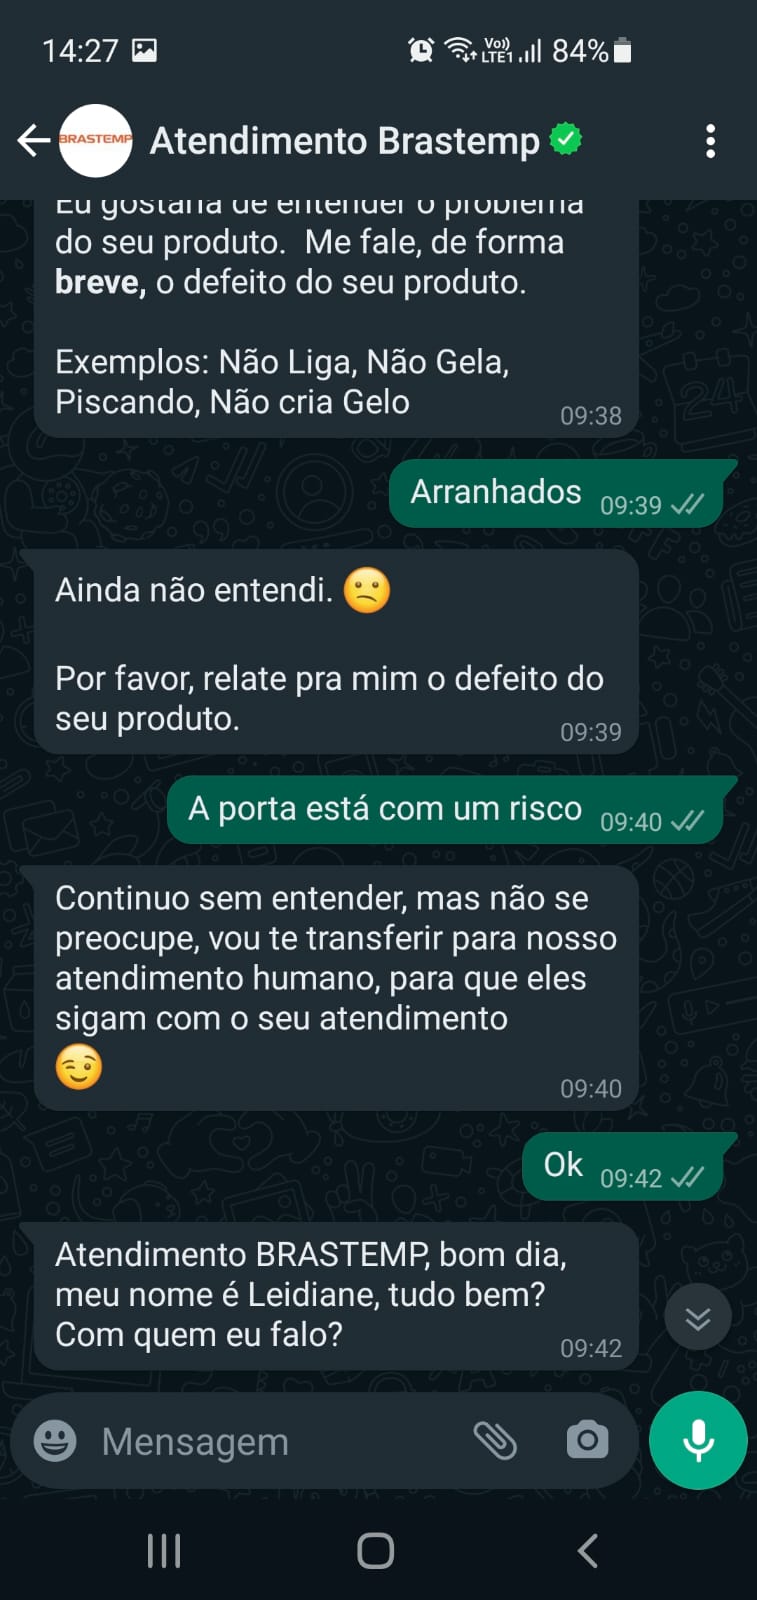 14:27
Vo))
LTE1
84%
BRASTEMP
Atendimento Brastemp
Eu gostaria de entender o problema
do seu produto.  Me fale, de forma
breve, o defeito do seu produto.
Exemplos: Não Liga, Não Gela,
Piscando, Não cria Gelo
09:38
Arranhados
09:39
Ainda não entendi. 🙁
Por favor, relate pra mim o defeito do
seu produto.
09:39
A porta está com um risco
09:40
Continuo sem entender, mas não se
preocupe, vou te transferir para nosso
atendimento humano, para que eles
sigam com o seu atendimento
😉
09:40
Ok
09:42
Atendimento BRASTEMP, bom dia,
meu nome é Leidiane, tudo bem?
Com quem eu falo?
09:42
Mensagem